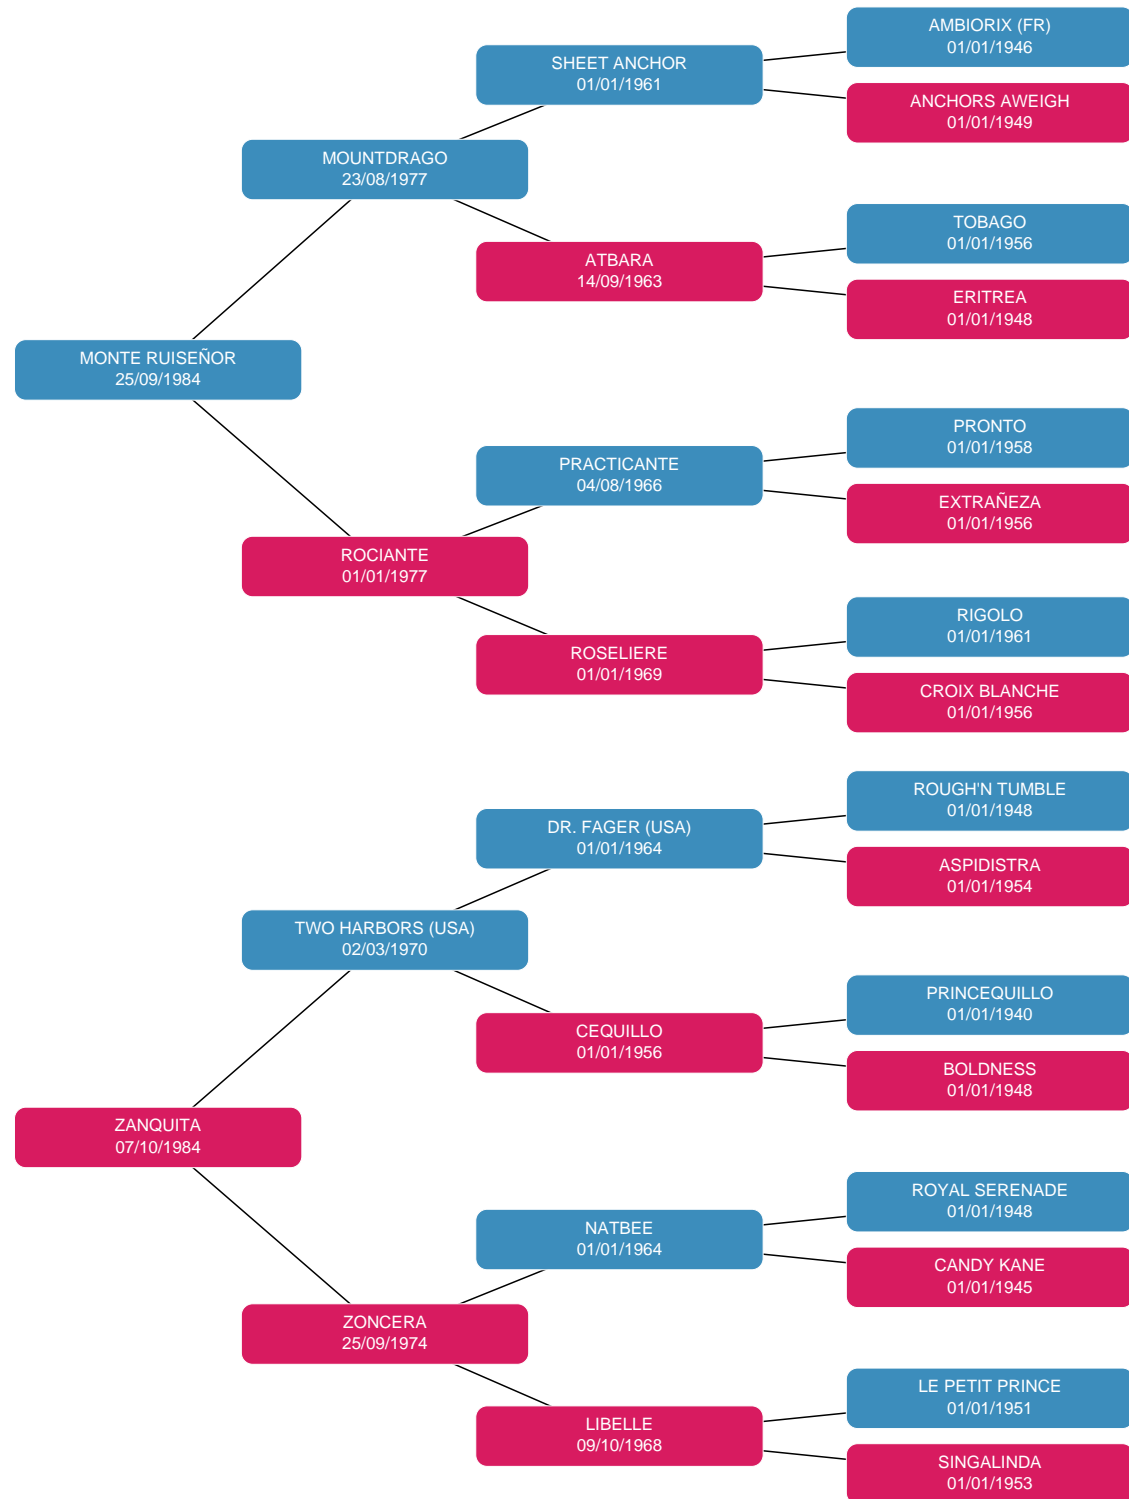 AMBIORIX (FR)
01/01/1946
SHEET ANCHOR
01/01/1961
ANCHORS AWEIGH
01/01/1949
MOUNTDRAGO
23/08/1977
TOBAGO
01/01/1956
ATBARA
14/09/1963
ERITREA
01/01/1948
MONTE RUISEÑOR
25/09/1984
PRONTO
01/01/1958
PRACTICANTE
04/08/1966
EXTRAÑEZA
01/01/1956
ROCIANTE
01/01/1977
RIGOLO
01/01/1961
ROSELIERE
01/01/1969
CROIX BLANCHE
01/01/1956
ROUGH'N TUMBLE
01/01/1948
DR. FAGER (USA)
01/01/1964
ASPIDISTRA
01/01/1954
TWO HARBORS (USA)
02/03/1970
PRINCEQUILLO
01/01/1940
CEQUILLO
01/01/1956
BOLDNESS
01/01/1948
ZANQUITA
07/10/1984
ROYAL SERENADE
01/01/1948
NATBEE
01/01/1964
CANDY KANE
01/01/1945
ZONCERA
25/09/1974
LE PETIT PRINCE
01/01/1951
LIBELLE
09/10/1968
SINGALINDA
01/01/1953